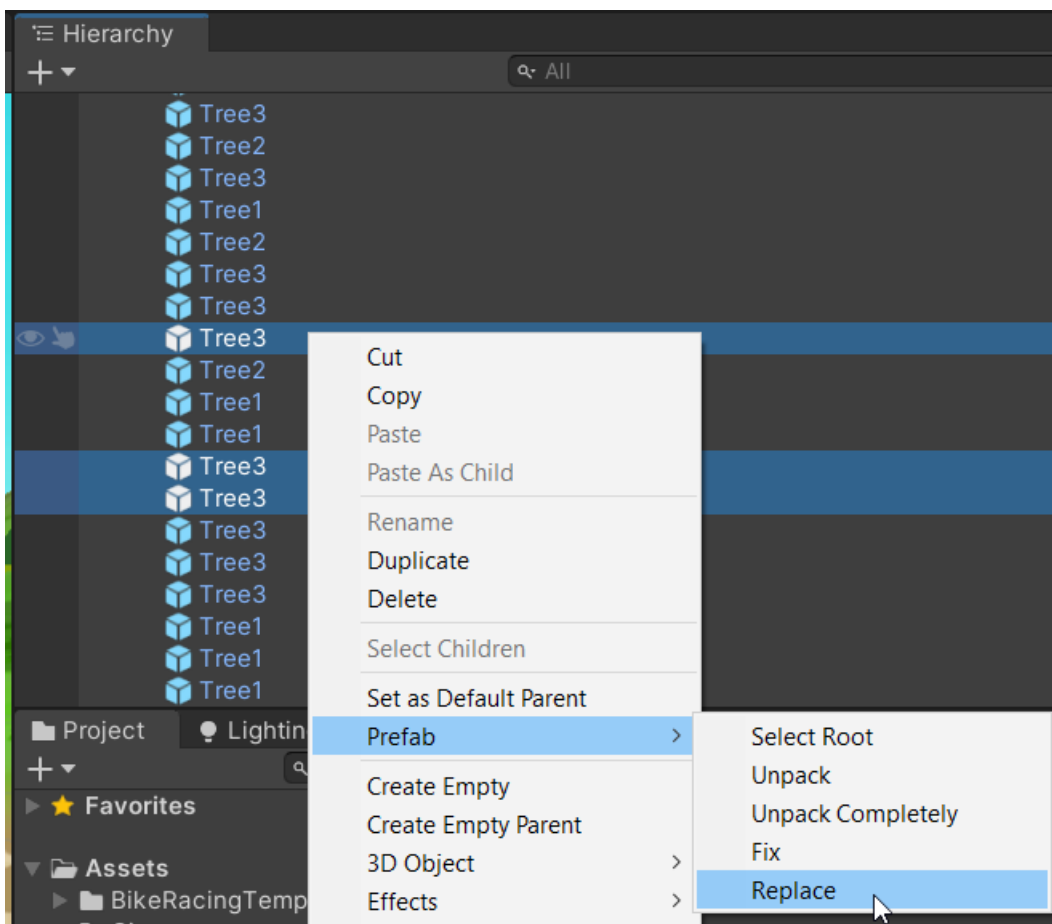 Hierarchy
All
Tree3
Tree2
Tree3
Tree1
Tree2
Tree3
Tree3
Tree3
Tree2
Tree1
Tree1
Tree3
Tree3
Tree3
Tree3
Tree3
Tree1
Tree1
Tree1
Cut
Copy
Paste
Paste As Child
Rename
Duplicate
Delete
Select Children
Set as Default Parent
Prefab
Create Empty
Create Empty Parent
3D Object
Effects
Select Root
Unpack
Unpack Completely
Fix
Replace
Project
Lightin
Favorites
Assets
BikeRacingTemp